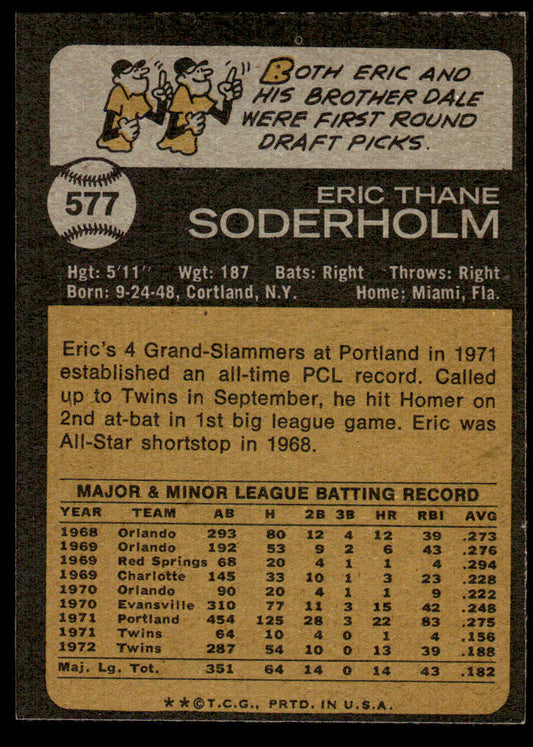 BOTH ERIC AND
HIS BROTHER DALE
WERE FIRST ROUND
DRAFT PICKS.
577
ERIC THANE
SODERHOLM
Hgt: 5'11" Wgt: 187 Bats: Right Throws: Right
Born: 9-24-48, Cortland, N.Y. Home: Miami, Fla.
Eric's 4 Grand-Slammers at Portland in 1971
established an all-time PCL record. Called
up to Twins in September, he hit Homer on
2nd at-bat in 1st big league game. Eric was
All-Star shortstop in 1968.
MAJOR & MINOR LEAGUE BATTING RECORD
YEAR TEAM AB H 2B 3B HR RBI AVG
1968 Orlando 293 80 12 4 12 39 .273
1969 Orlando 192 53 9 2 6 43 .276
1969 Red Springs 68 20 4 1 1 4 .294
1969 Charlotte 145 33 10 1 3 23 .228
1970 Orlando 90 20 4 1 1 9 .222
1970 Evansville 310 77 11 3 15 42 .248
1971 Portland 454 125 28 3 22 83 .275
1971 Twins 64 10 4 0 1 4 .156
1972 Twins 287 54 10 0 13 39 .188
Maj. Lg. Tot. 351 64 14 0 14 43 .182
**©T.C.G., PRTD. IN U.S.A.